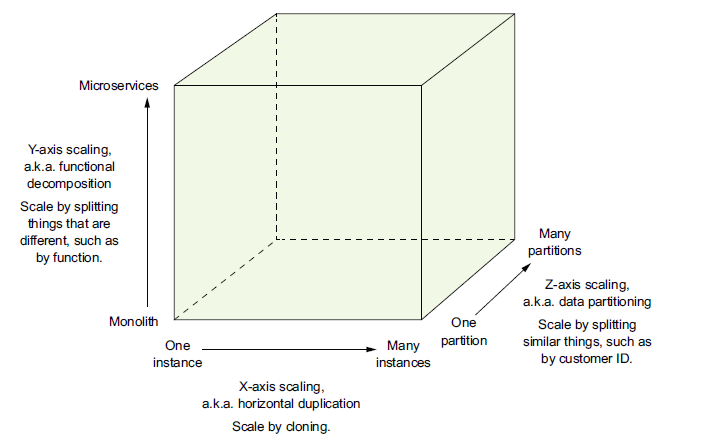 Microservices
Y-axis scaling,
a.k.a. functional
decomposition
Scale by splitting
things that are
different, such as
by function.
Monolith
One
instance
Many
instances
X-axis scaling,
a.k.a. horizontal duplication
Scale by cloning.
One
partition
Many
partitions
Z-axis scaling,
a.k.a. data partitioning
Scale by splitting
similar things, such as
by customer ID.